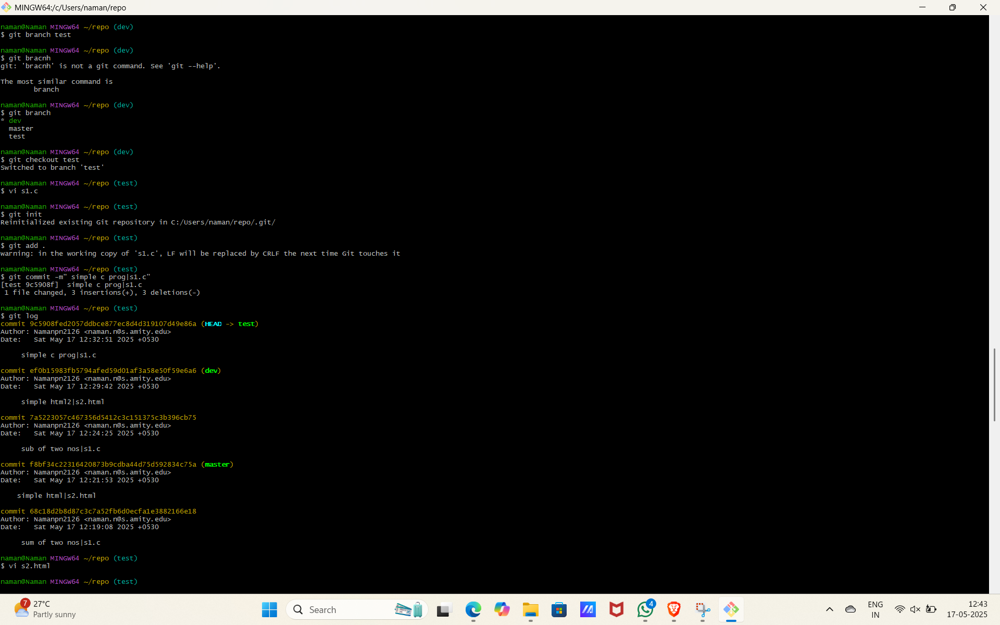 MINGW64:/c/Users/naman/repo
naman@Naman MINGW64 ~/repo (dev)
$ git branch test
naman@Naman MINGW64 ~/repo (dev)
$ git bracnh
git: 'bracnh' is not a git command. See 'git --help'.
The most similar command is
branch
naman@Naman MINGW64 ~/repo (dev)
$ git branch
* dev
master
test
naman@Naman MINGW64 ~/repo (dev)
$ git checkout test
Switched to branch 'test'
naman@Naman MINGW64 ~/repo (test)
$ vi s1.c
naman@Naman MINGW64 ~/repo (test)
$ git init
Reinitialized existing Git repository in C:/Users/naman/repo/.git/
naman@Naman MINGW64 ~/repo (test)
$ git add .
warning: in the working copy of 's1.c', LF will be replaced by CRLF the next time Git touches it
naman@Naman MINGW64 ~/repo (test)
$ git commit -m" simple c prog|s1.c"
[test 9c5908f]  simple c prog|s1.c
1 file changed, 3 insertions(+), 3 deletions(-)
naman@Naman MINGW64 ~/repo (test)
$ git log
commit 9c5908fed2057ddbce877ec8d4d319107d49e86a (HEAD -> test)
Author: Namanpn2126 <naman.n@s.amity.edu>
Date:   Sat May 17 12:32:51 2025 +0530
simple c prog|s1.c
commit ef0b15983fb5794afed59d01af3a58e50f59e6a6 (dev)
Author: Namanpn2126 <naman.n@s.amity.edu>
Date:   Sat May 17 12:29:42 2025 +0530
simple html2|s2.html
commit 7a5223057c467356d5412c3c151375c3b396cb75
Author: Namanpn2126 <naman.n@s.amity.edu>
Date:   Sat May 17 12:24:25 2025 +0530
sub of two nos|s1.c
commit f8bf34c22316420873b9cdba44d75d592834c75a (master)
Author: Namanpn2126 <naman.n@s.amity.edu>
Date:   Sat May 17 12:21:53 2025 +0530
simple html|s2.html
commit 68c18d2b8d87c3c7a52fb6d0ecfa1e3882166e18
Author: Namanpn2126 <naman.n@s.amity.edu>
Date:   Sat May 17 12:19:08 2025 +0530
sum of two nos|s1.c
naman@Naman MINGW64 ~/repo (test)
$ vi s2.html
naman@Naman MINGW64 ~/repo (test)
7
27°C
Partly sunny
Search
4
ENG
IN
12:43
17-05-2025